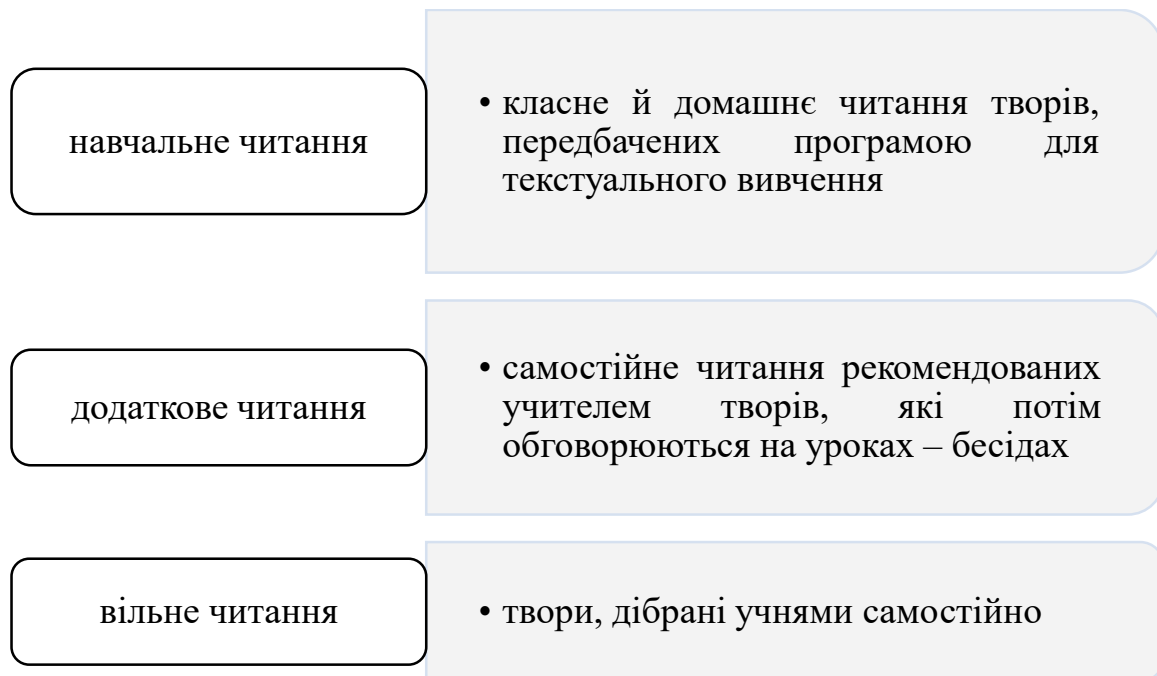 навчальне читання
• класне й домашнє читання творів,
передбачених програмою для
текстуального вивчення
додаткове читання
• самостійне читання рекомендованих
учителем творів, які потім
обговорюються на уроках – бесідах
вільне читання
• твори, дібрані учнями самостійно